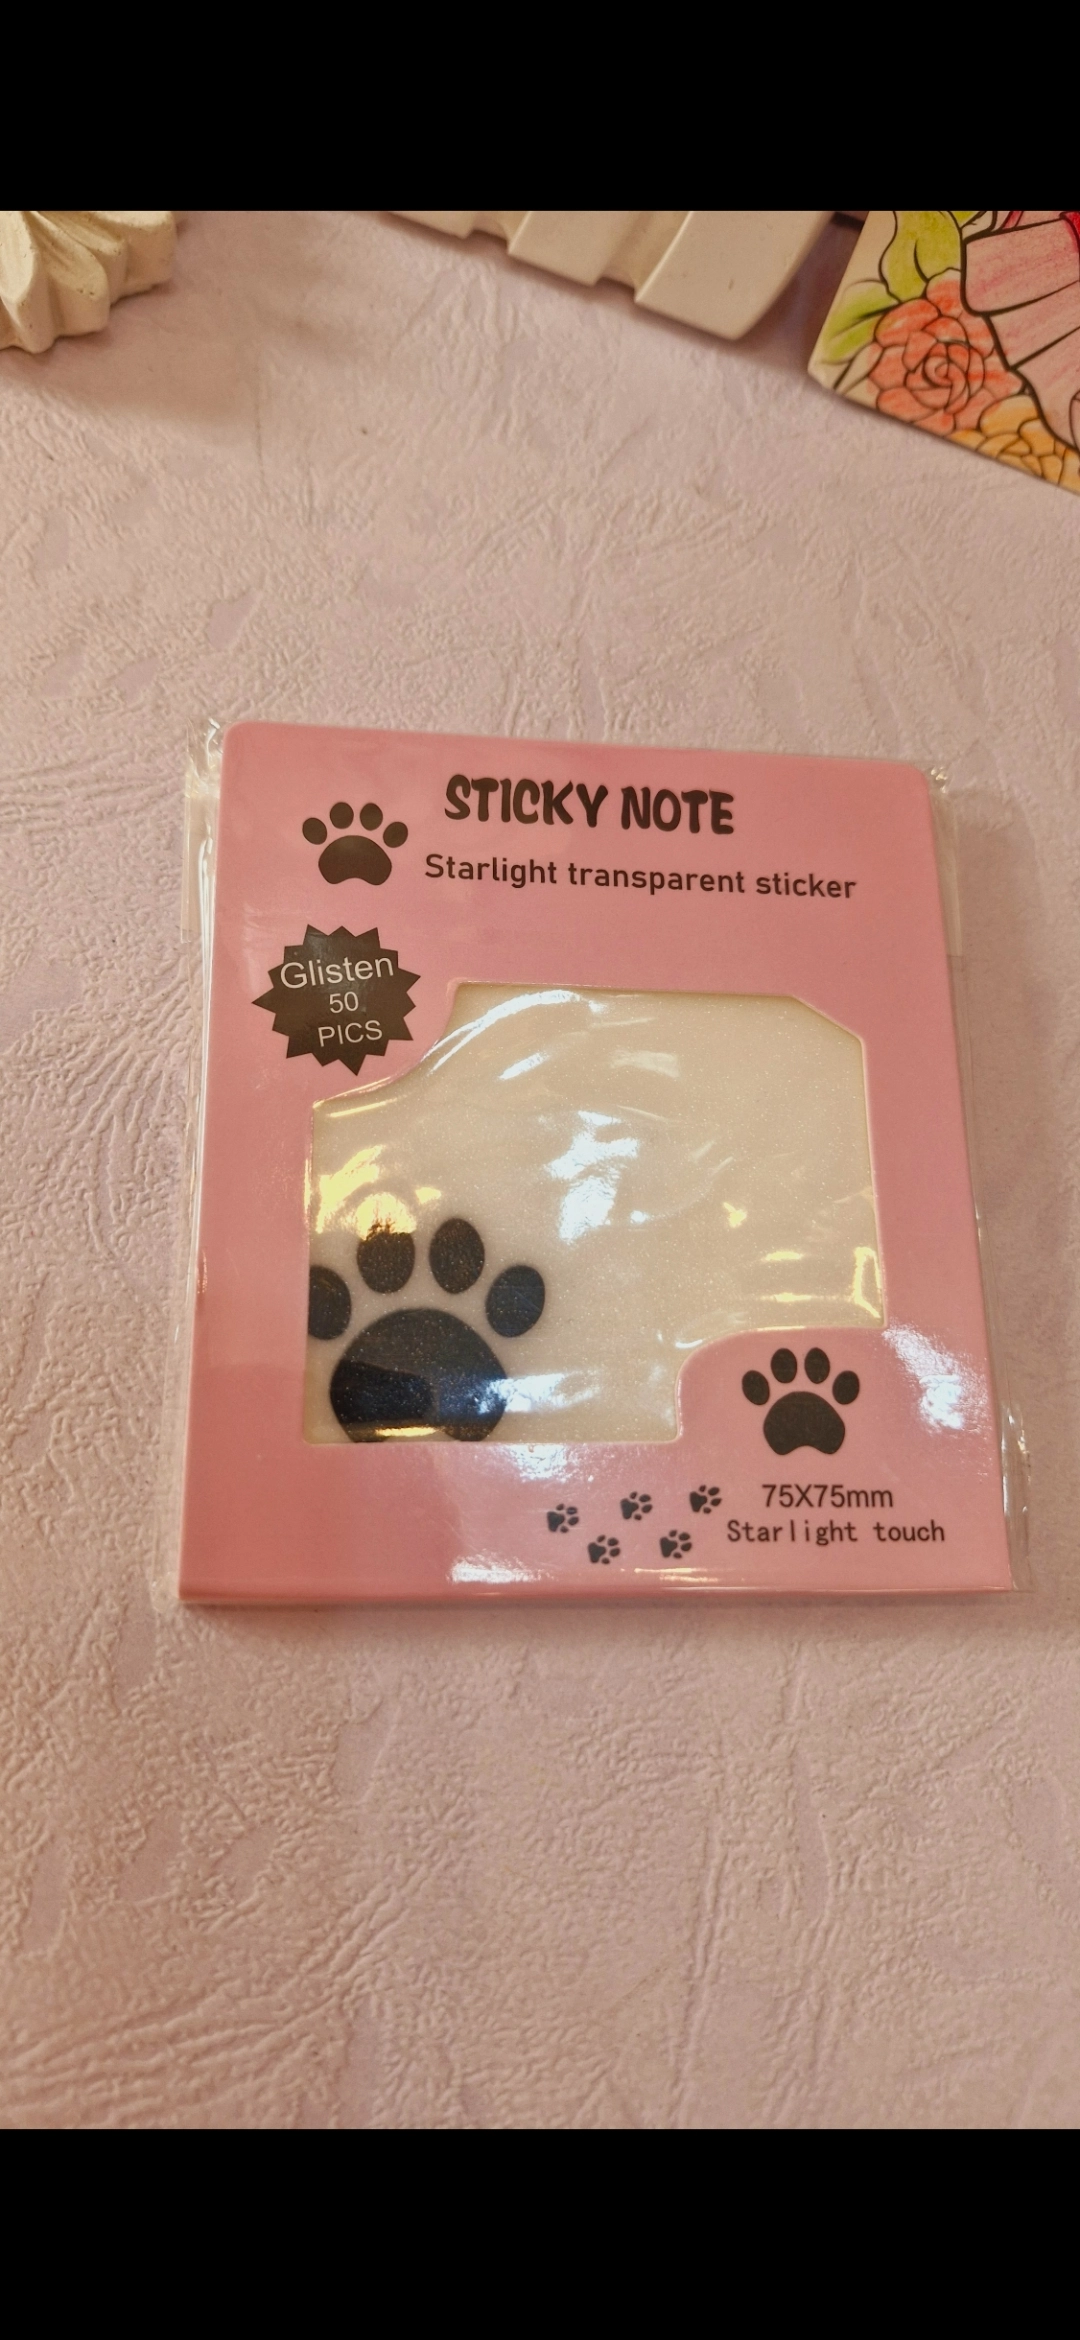 STICKY NOTE
Starlight transparent sticker
Glisten
50
PICS
75X75mm
Starlight touch